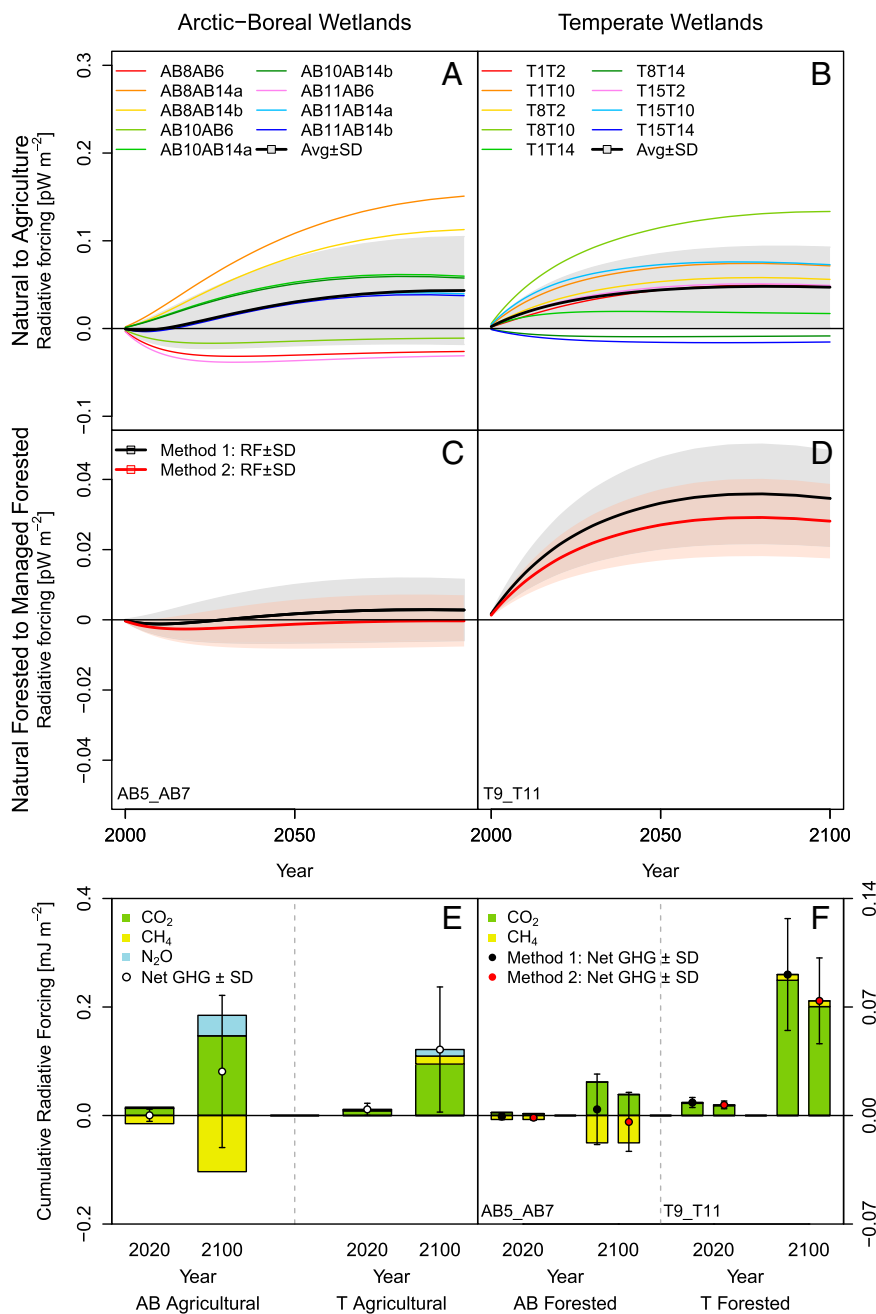 Arctic−Boreal Wetlands
Temperate Wetlands
Natural to Agriculture
Radiative forcing [pW m−2]
0.3
0.2
0.1
0.0
−0.1
A
AB8AB6
AB8AB14a
AB8AB14b
AB10AB6
AB10AB14a
AB10AB14b
AB11AB6
AB11AB14a
AB11AB14b
Avg±SD
B
T1T2
T1T10
T8T2
T8T10
T1T14
T8T14
T15T2
T15T10
T15T14
Avg±SD
Natural Forested to Managed Forested
Radiative forcing [pW m−2]
0.04
0.02
0
−0.02
−0.04
C
Method 1: RF±SD
Method 2: RF±SD
AB5_AB7
D
T9_T11
2000
2050
Year
2000
2050
2100
Year
Cumulative Radiative Forcing [mJ m−2]
0.4
0.2
0.0
−0.2
E
CO2
CH4
N2O
Net GHG ± SD
F
CO2
CH4
Method 1: Net GHG ± SD
Method 2: Net GHG ± SD
AB5_AB7
T9_T11
0.14
0.07
0.00
−0.07
2020
2100
2020
2100
2020
2100
2020
2100
Year
Year
Year
Year
AB Agricultural
T Agricultural
AB Forested
T Forested